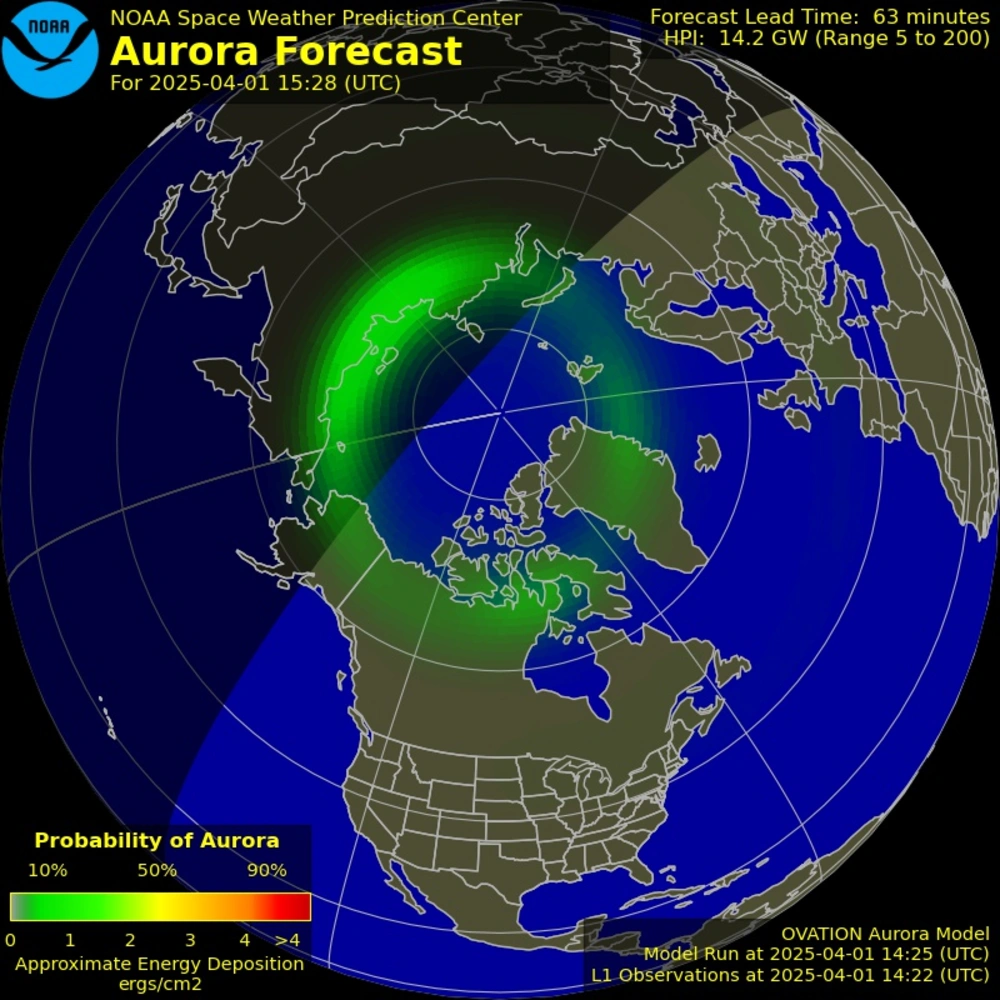 NOAA
NOAA Space Weather Prediction Center
Aurora Forecast
For 2025-04-01 15:28 (UTC)
Forecast Lead Time:  63 minutes
HPI:  14.2 GW (Range 5 to 200)
Probability of Aurora
10% 50% 90%
0 1 2 3 4 >4
Approximate Energy Deposition
ergs/cm2
OVATION Aurora Model
Model Run at 2025-04-01 14:25 (UTC)
L1 Observations at 2025-04-01 14:22 (UTC)